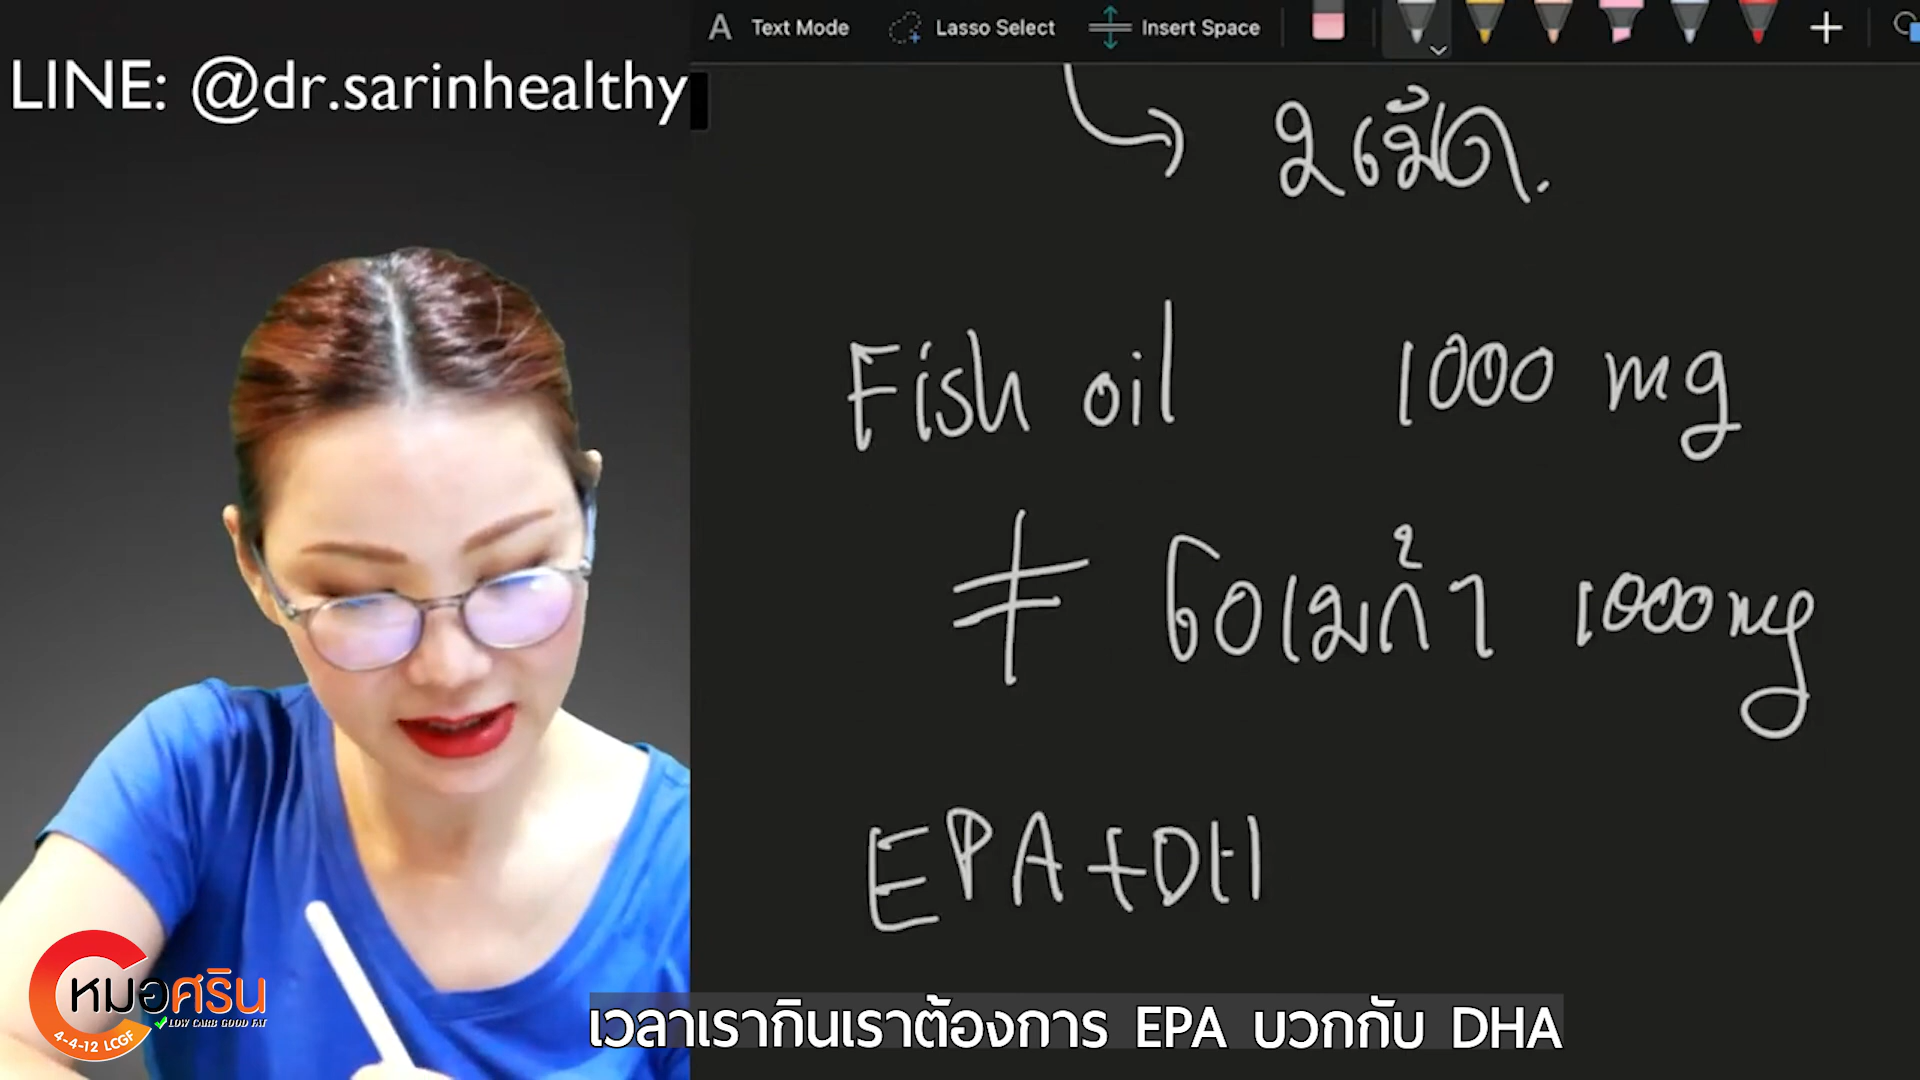 A Text Mode Lasso Select Insert Space
LINE: @dr.sarinhealthy
2 เม็ด.
Fish oil 1000 mg
≠ โอเมก้า 1000 mg
EPA + DH
หมอศริน
LOW CARB GOOD FAT
4-4-12 LCGF
เวลาเรากินเราต้องการ EPA บวกกับ DHA